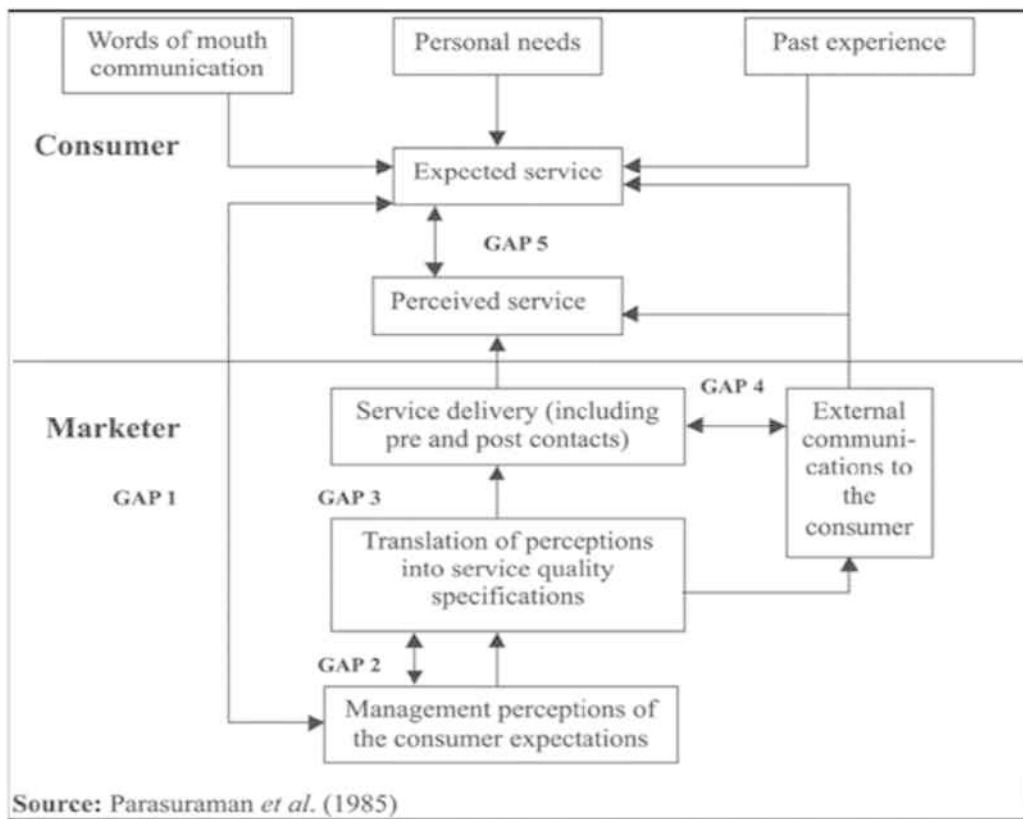 Words of mouth
communication
Personal needs
Past experience
Consumer
Expected service
GAP 5
Perceived service
GAP 4
Marketer
Service delivery (including
pre and post contacts)
External
communi-
cations to
the
consumer
GAP 1
GAP 3
Translation of perceptions
into service quality
specifications
GAP 2
Management perceptions of
the consumer expectations
Source: Parasuraman et al. (1985)